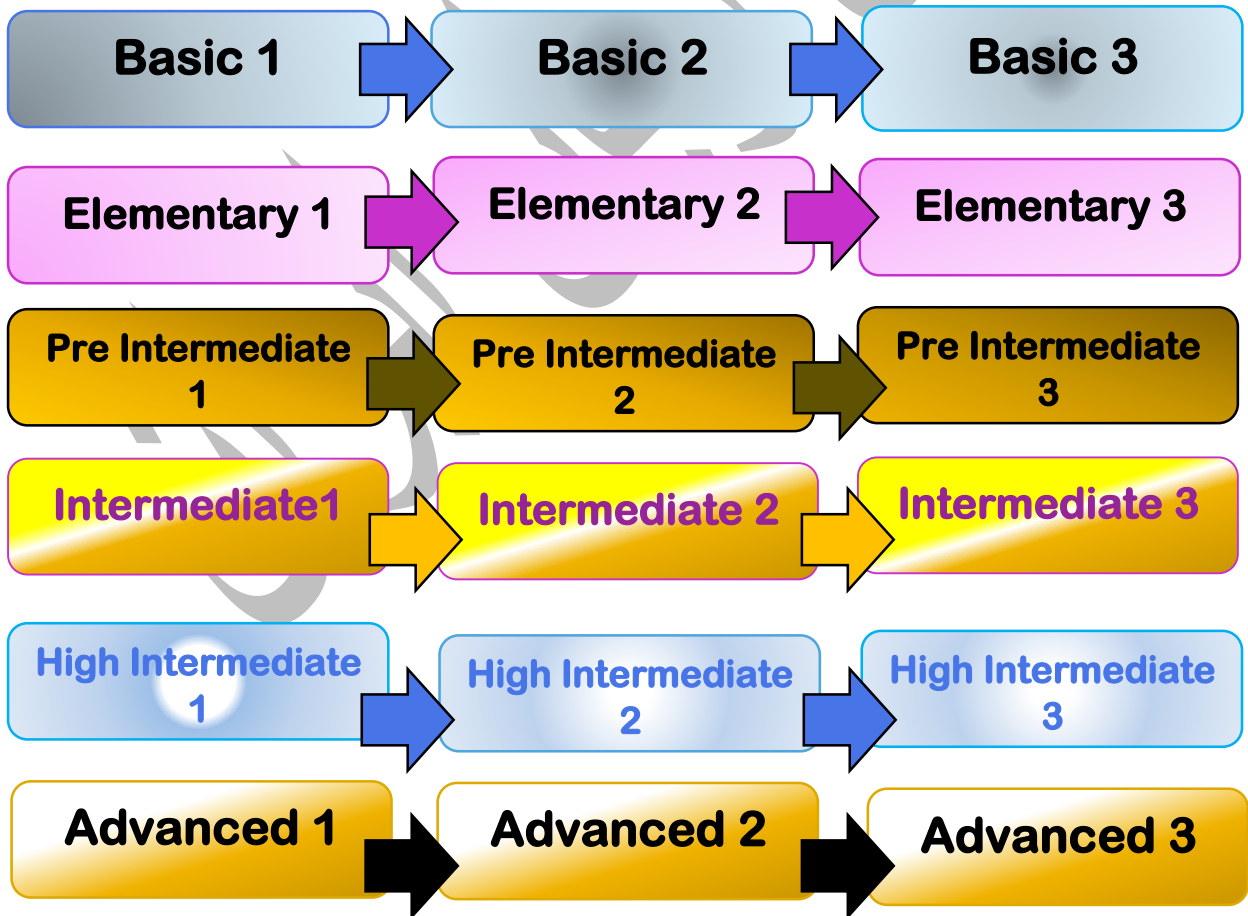 Basic 1
Basic 2
Basic 3
Elementary 1
Elementary 2
Elementary 3
Pre Intermediate
1
Pre Intermediate
2
Pre Intermediate
3
Intermediate1
Intermediate 2
Intermediate 3
High Intermediate
1
High Intermediate
2
High Intermediate
3
Advanced 1
Advanced 2
Advanced 3